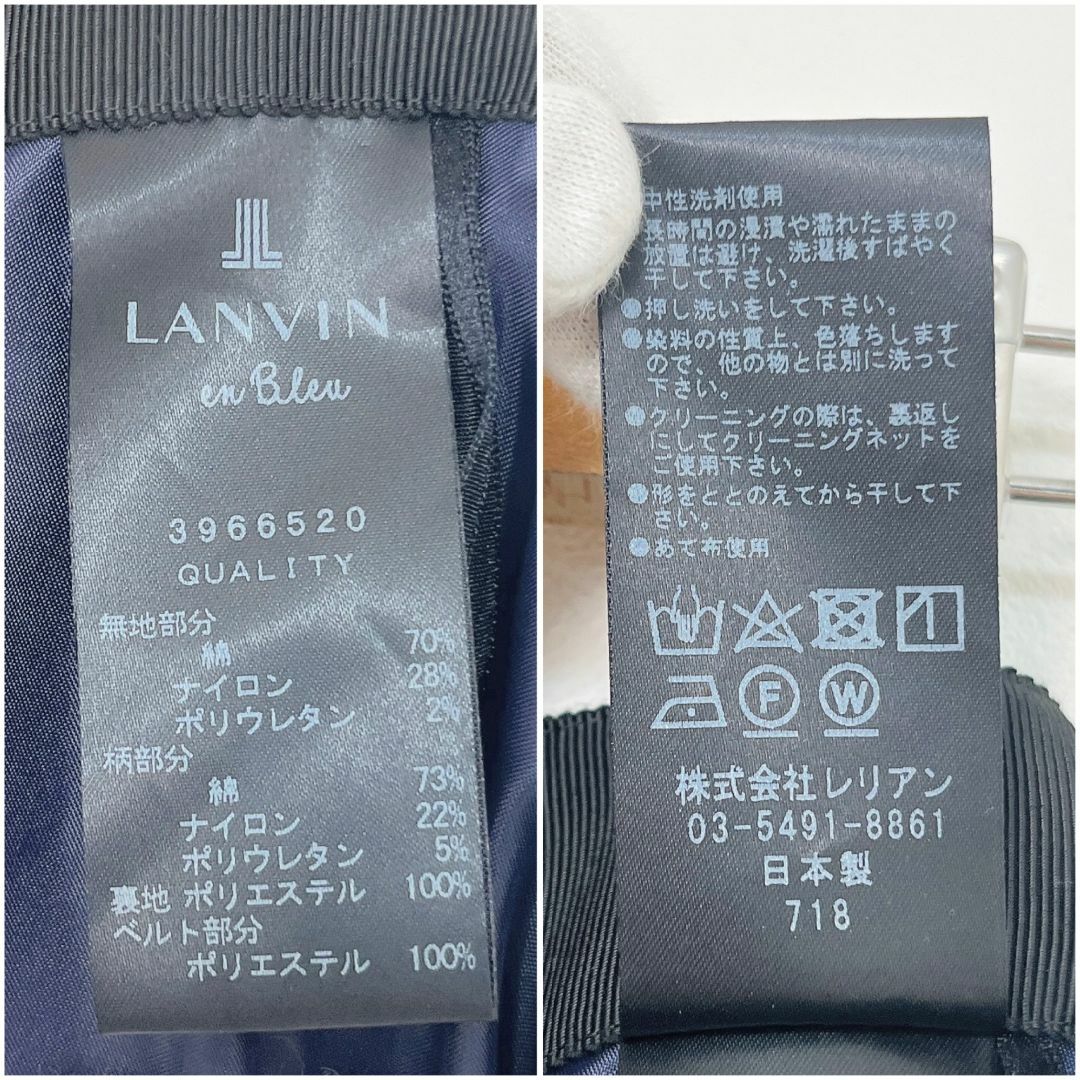 LANVIN
en Bleu
3966520
QUALITY
無地部分
綿 70%
ナイロン 28%
ポリウレタン 2%
柄部分
綿 73%
ナイロン 22%
ポリウレタン 5%
裏地 ポリエステル 100%
ベルト部分
ポリエステル 100%
中性洗剤使用
長時間の浸漬や濡れたままの
放置は避け、洗濯後すばやく
干して下さい。
●押し洗いをして下さい。
●染料の性質上、色落ちします
ので、他の物とは別に洗って
下さい。
●クリーニングの際は、裏返し
にしてクリーニングネットを
ご使用下さい。
●形をととのえてから干して下
さい。
●あて布使用
F W
株式会社レリアン
03-5491-8861
日本製
718